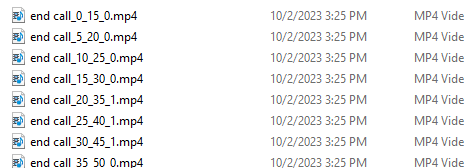 end call_0_15_0.mp4 10/2/2023 3:25 PM MP4 Vide
end call_5_20_0.mp4 10/2/2023 3:25 PM MP4 Vide
end call_10_25_0.mp4 10/2/2023 3:25 PM MP4 Vide
end call_15_30_0.mp4 10/2/2023 3:25 PM MP4 Vide
end call_20_35_1.mp4 10/2/2023 3:25 PM MP4 Vide
end call_25_40_1.mp4 10/2/2023 3:25 PM MP4 Vide
end call_30_45_1.mp4 10/2/2023 3:25 PM MP4 Vide
end call_35_50_0.mp4 10/2/2023 3:25 PM MP4 Vide